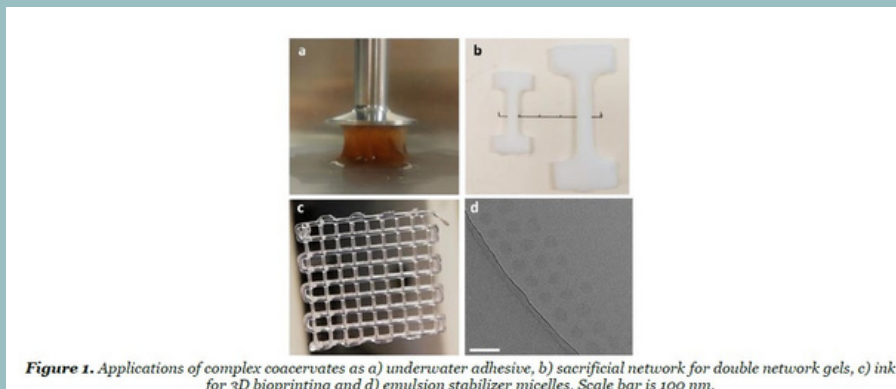 a
b
c
d
Figure 1. Applications of complex coacervates as a) underwater adhesive, b) sacrificial network for double network gels, c) ink
for 3D bioprinting and d) emulsion stabilizer micelles. Scale bar is 100 nm.